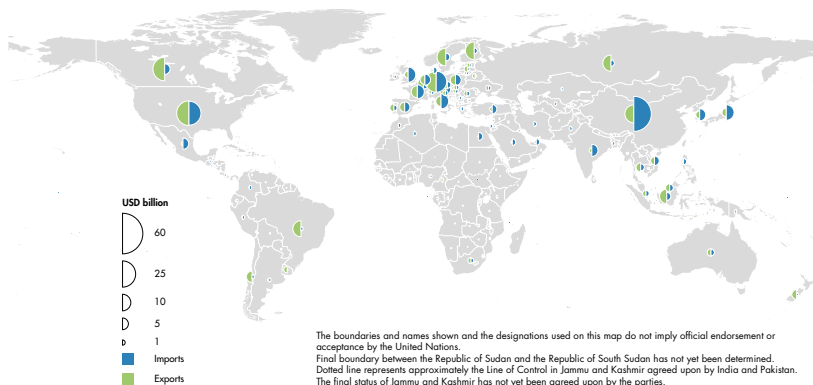 USD billion
60
25
10
5
1
Imports
Exports
The boundaries and names shown and the designations used on this map do not imply official endorsement or
acceptance by the United Nations.
Final boundary between the Republic of Sudan and the Republic of South Sudan has not yet been determined.
Dotted line represents approximately the Line of Control in Jammu and Kashmir agreed upon by India and Pakistan.
The final status of Jammu and Kashmir has not yet been agreed upon by the parties.